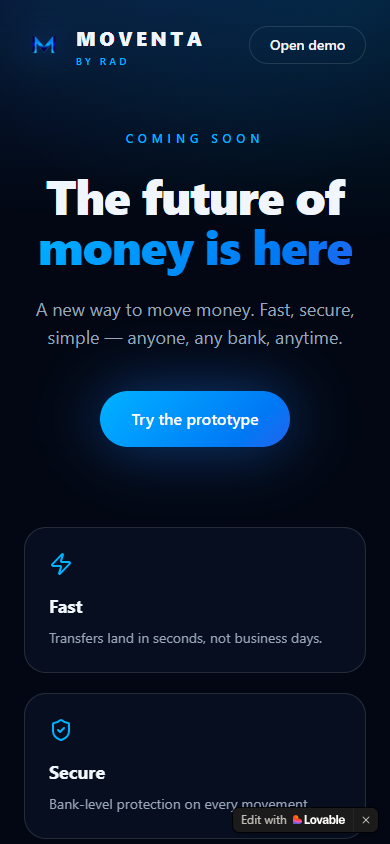 MOVENTA
BY RAD
Open demo
COMING SOON
The future of
money is here
A new way to move money. Fast, secure,
simple — anyone, any bank, anytime.
Try the prototype
Fast
Transfers land in seconds, not business days.
Secure
Bank-level protection on every movement.
Edit with Lovable